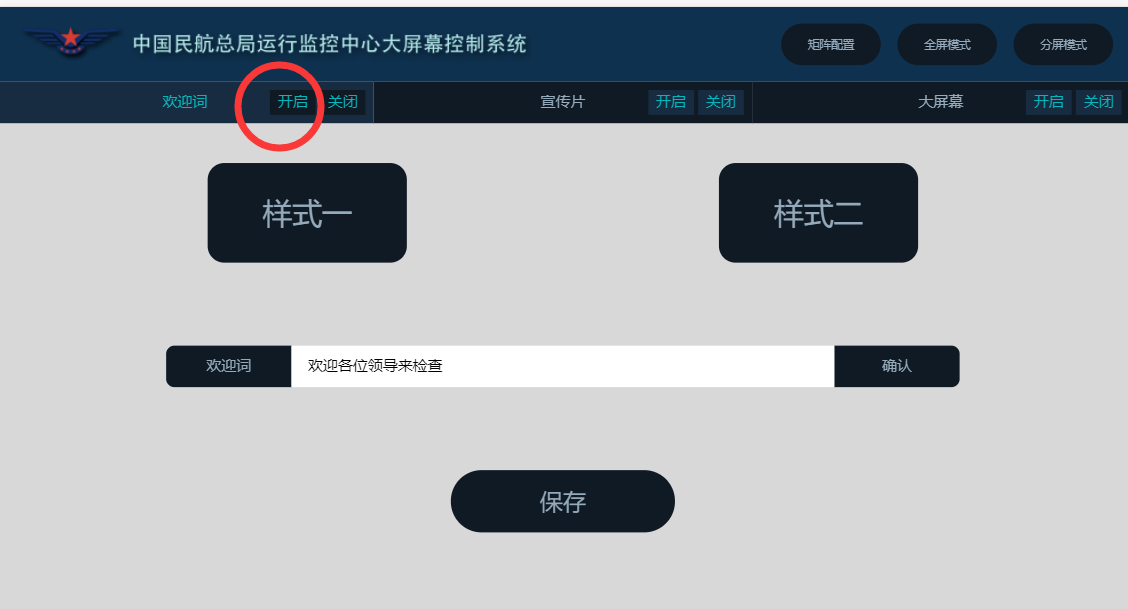 中国民航总局运行监控中心大屏幕控制系统 矩阵配置 全屏模式 分屏模式
欢迎词 开启 关闭 宣传片 开启 关闭 大屏幕 开启 关闭
样式一 样式二
欢迎词 欢迎各位领导来检查 确认
保存